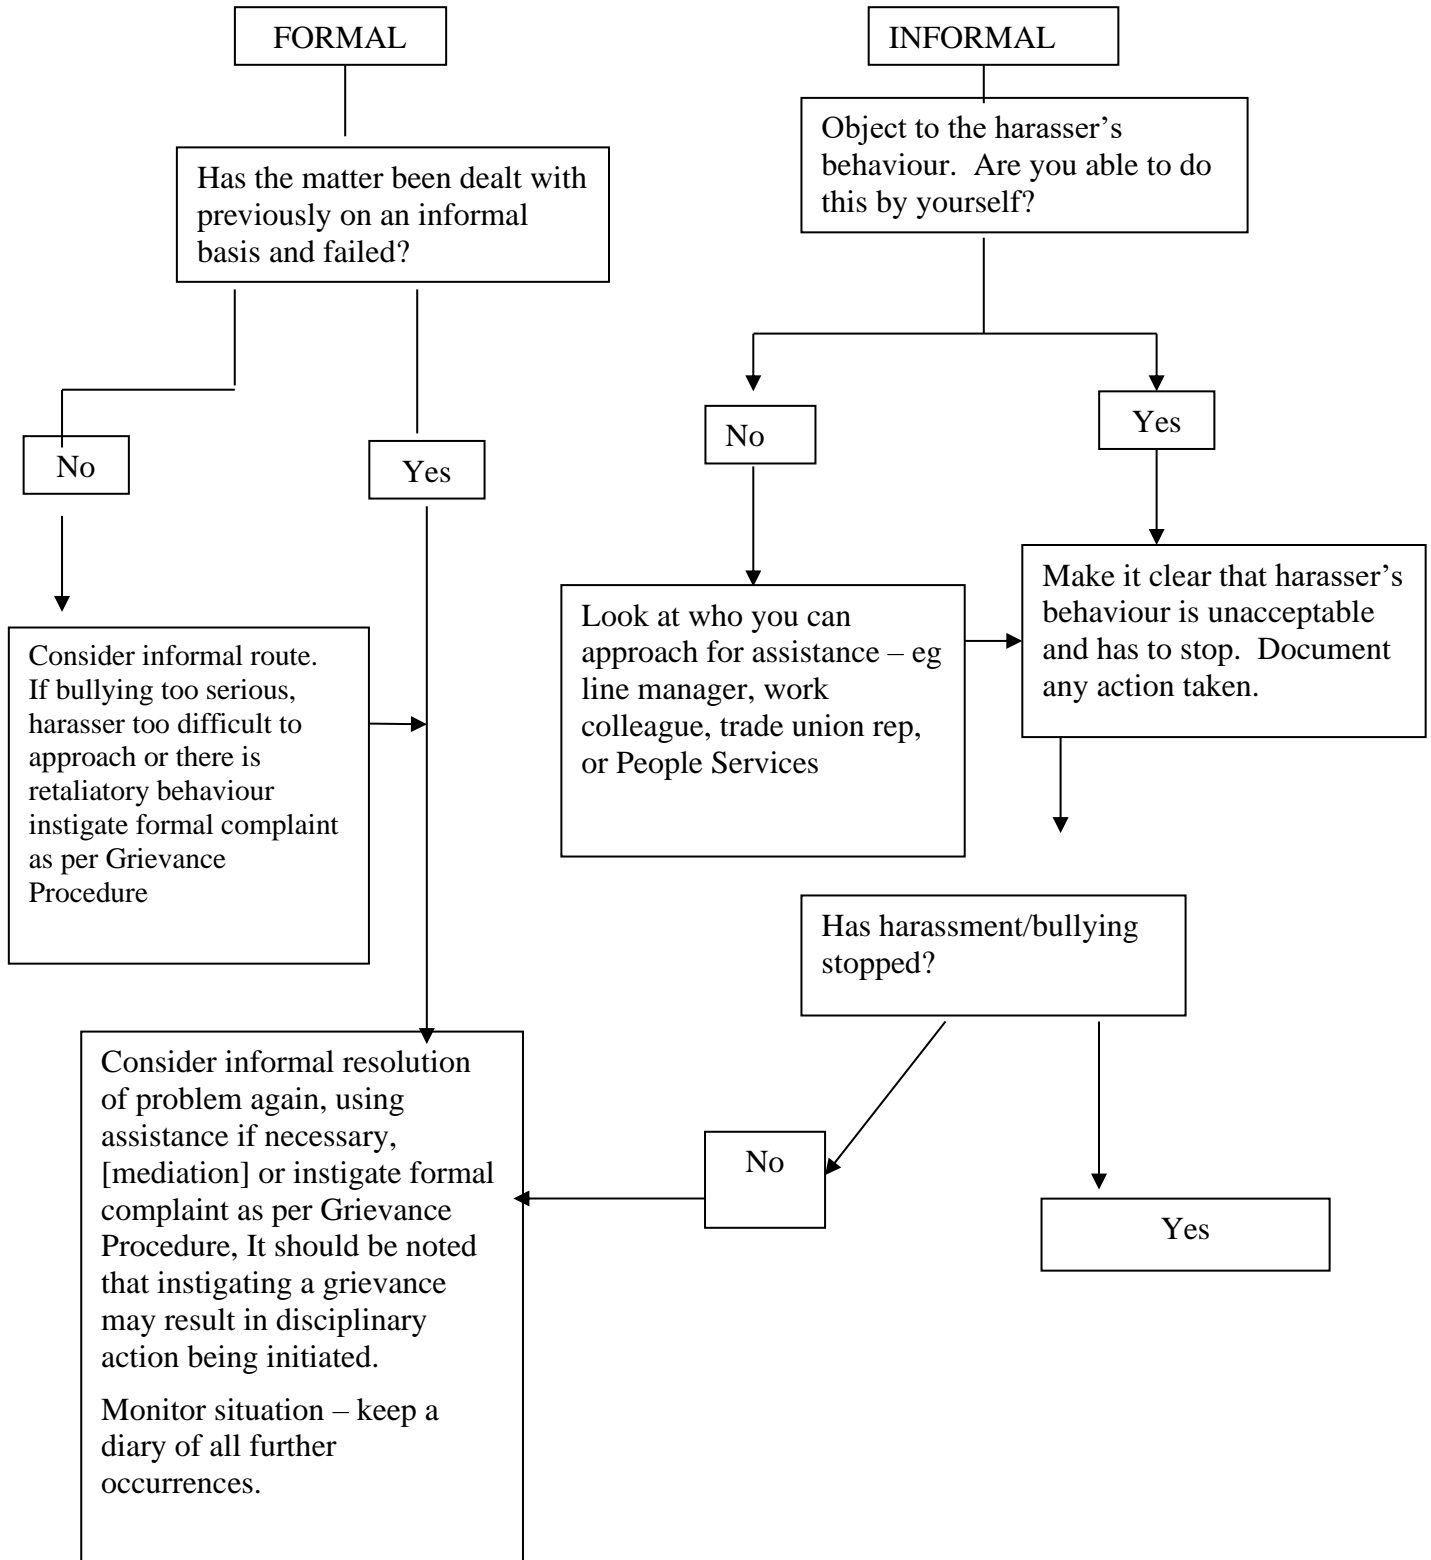 FORMAL
INFORMAL
Object to the harasser’s
behaviour.  Are you able to do
this by yourself?
Has the matter been dealt with
previously on an informal
basis and failed?
No
Yes
No
Yes
Make it clear that harasser’s
behaviour is unacceptable
and has to stop.  Document
any action taken.
Look at who you can
approach for assistance – eg
line manager, work
colleague, trade union rep,
or People Services
Consider informal route.
If bullying too serious,
harasser too difficult to
approach or there is
retaliatory behaviour
instigate formal complaint
as per Grievance
Procedure
Has harassment/bullying
stopped?
Consider informal resolution
of problem again, using
assistance if necessary,
[mediation] or instigate formal
complaint as per Grievance
Procedure, It should be noted
that instigating a grievance
may result in disciplinary
action being initiated.
Monitor situation – keep a
diary of all further
occurrences.
No
Yes